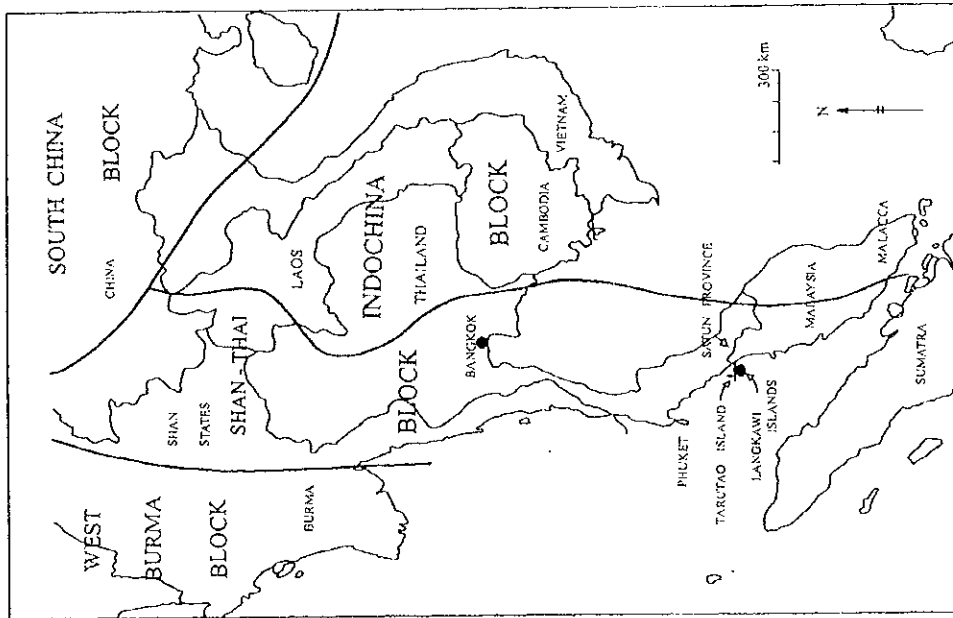 SOUTH CHINA
BLOCK
CHINA
WEST
BURMA
BLOCK
BURMA
SHAN
STATES
SHAN-THAI
BLOCK
LAOS
INDOCHINA
THAILAND
BLOCK
CAMBODIA
VIETNAM
BANGKOK
300 km
N
PHUKET
TARUTAO ISLAND
LANGKAWI
ISLANDS
SATUN PROVINCE
MALAYSIA
MALACCA
SUMATRA